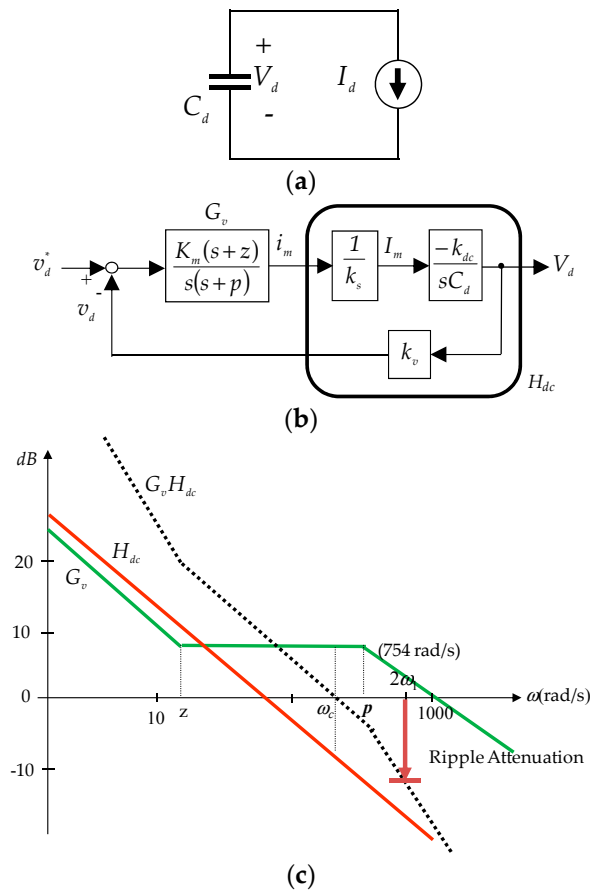 +
V_d
I_d
C_d
-
(a)
G_v
v_d^*
+
-
v_d
K_m(s+z)
s(s+p)
i_m
1
k_s
I_m
-k_dc
sC_d
V_d
k_v
H_dc
(b)
dB
G_vH_dc
H_dc
20
G_v
10
(754 rad/s)
2ω_1
0
10
z
ω_c
p
1000
ω(rad/s)
-10
Ripple Attenuation
(c)